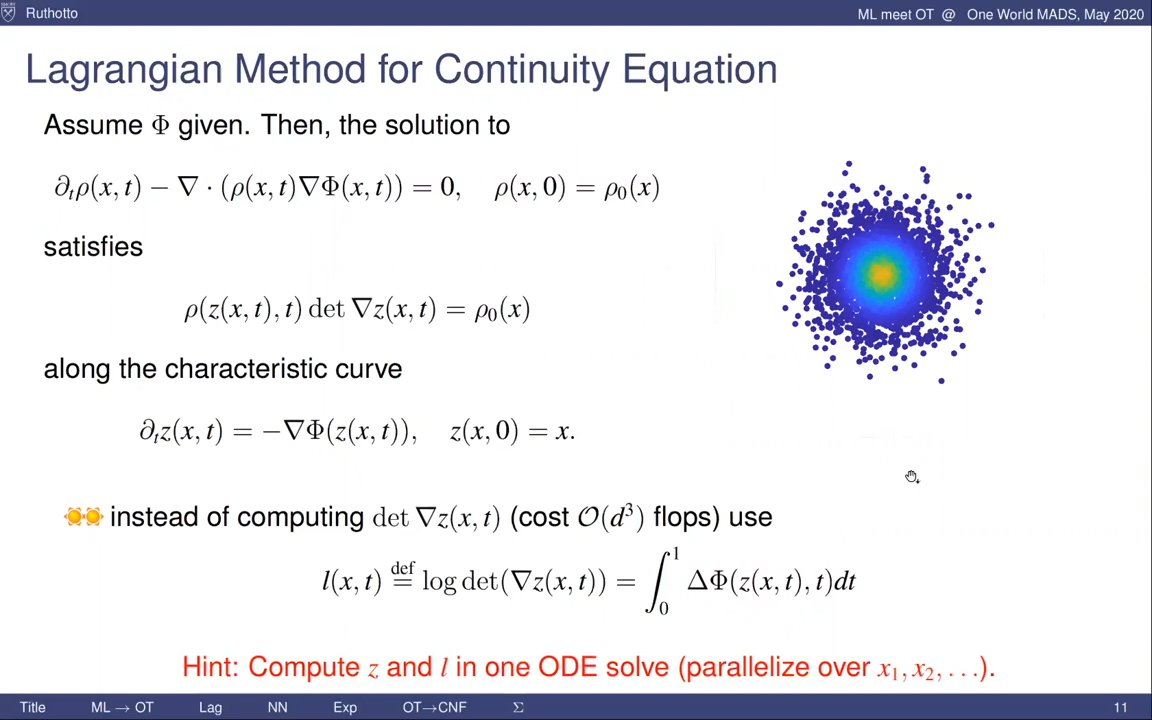 Ruthotto
ML meet OT @ One World MADS, May 2020
Lagrangian Method for Continuity Equation
Assume Φ given. Then, the solution to
∂ₜρ(x, t) − ∇ · (ρ(x, t)∇Φ(x, t)) = 0, ρ(x, 0) = ρ₀(x)
satisfies
ρ(z(x, t), t) det ∇z(x, t) = ρ₀(x)
along the characteristic curve
∂ₜz(x, t) = −∇Φ(z(x, t)), z(x, 0) = x.
instead of computing det ∇z(x, t) (cost 𝒪(d³) flops) use
l(x, t) ≝ log det(∇z(x, t)) = ∫₀¹ ΔΦ(z(x, t), t)dt
Hint: Compute z and l in one ODE solve (parallelize over x₁, x₂, . . .).
Title ML → OT Lag NN Exp OT→CNF Σ 11